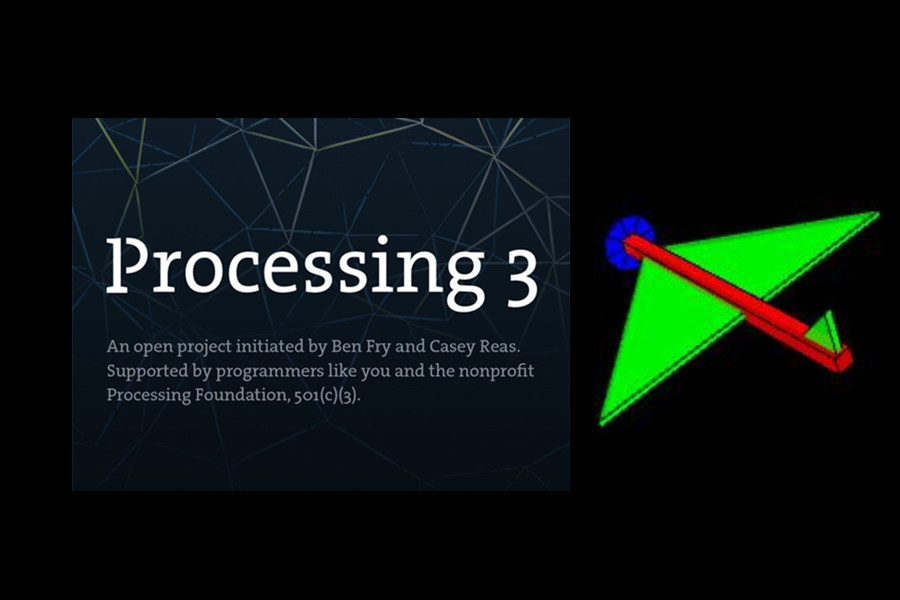 Processing 3
An open project initiated by Ben Fry and Casey Reas.
Supported by programmers like you and the nonprofit
Processing Foundation, 501(c)(3).